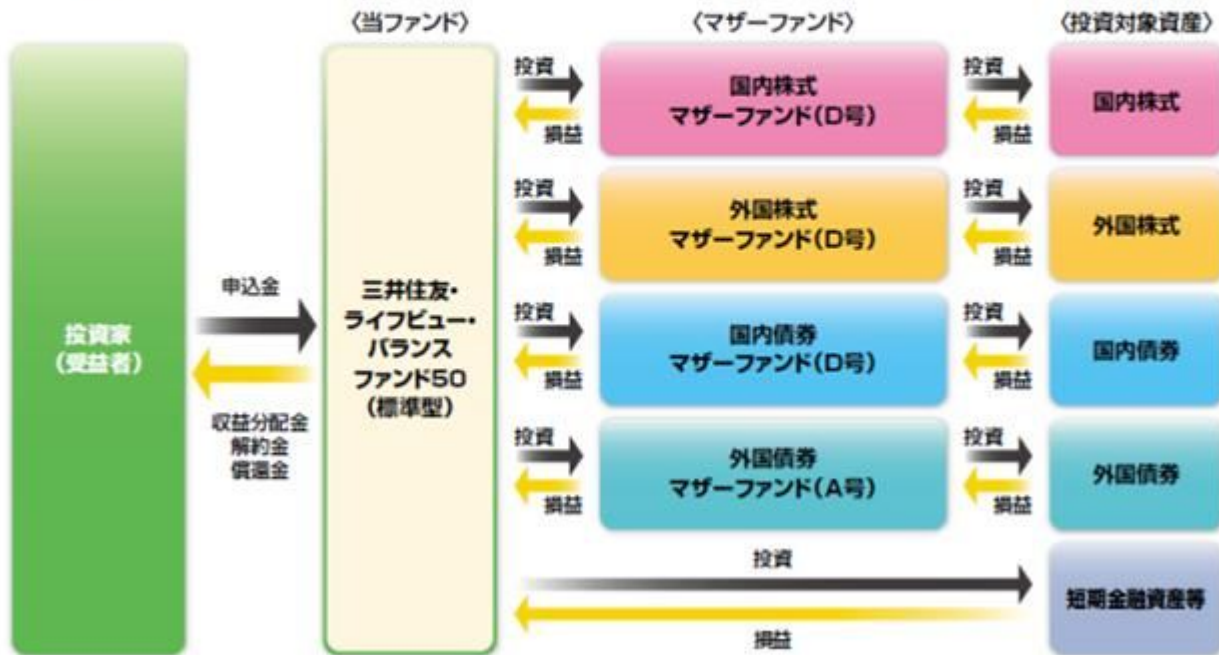 〈当ファンド〉
〈マザーファンド〉
〈投資対象資産〉
投資家
(受益者)
申込金
収益分配金
解約金
償還金
三井住友・
ライフビュー・
バランス
ファンド50
(標準型)
投資
損益
国内株式
マザーファンド(D号)
投資
損益
国内株式
投資
損益
外国株式
マザーファンド(D号)
投資
損益
外国株式
投資
損益
国内債券
マザーファンド(D号)
投資
損益
国内債券
投資
損益
外国債券
マザーファンド(A号)
投資
損益
外国債券
投資
損益
短期金融資産等